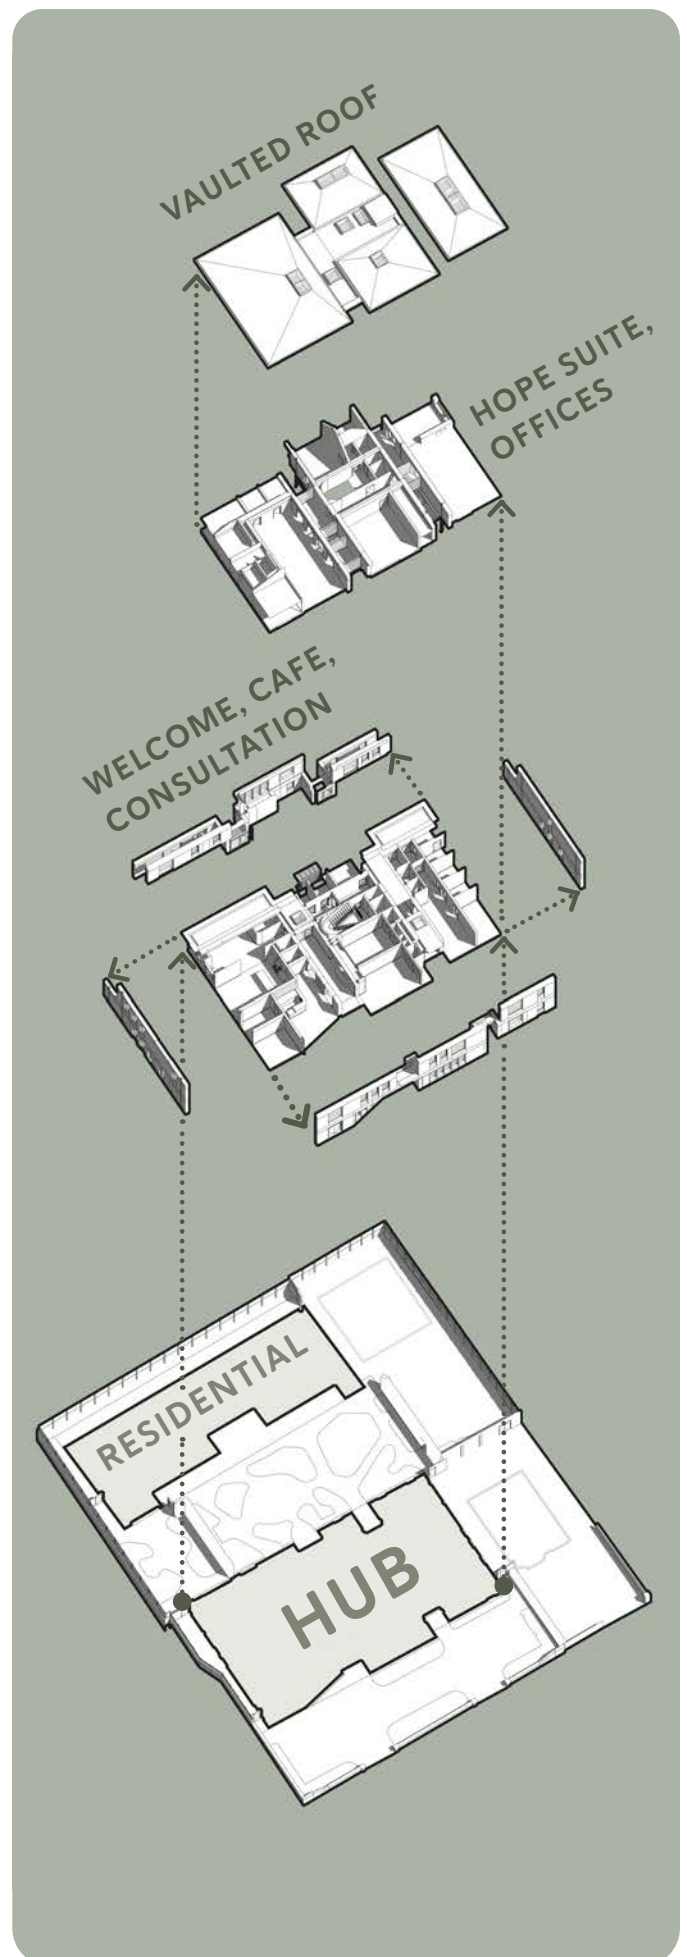 VAULTED ROOF
HOPE SUITE,
OFFICES
WELCOME, CAFE,
CONSULTATION
RESIDENTIAL
HUB